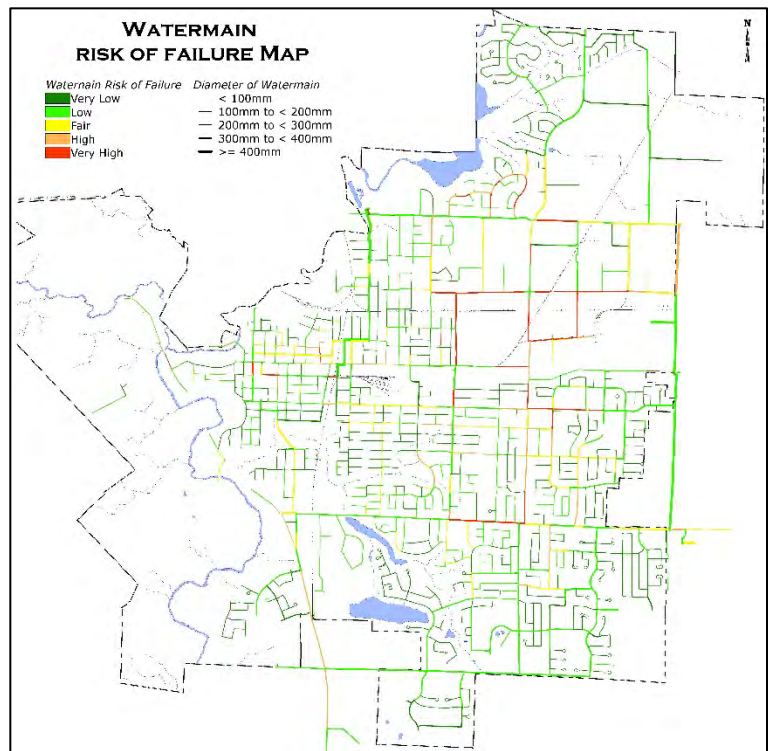 WATERMAIN
RISK OF FAILURE MAP
Watermain Risk of Failure
Very Low
Low
Fair
High
Very High
Diameter of Watermain
< 100mm
100mm to < 200mm
200mm to < 300mm
300mm to < 400mm
>= 400mm
N